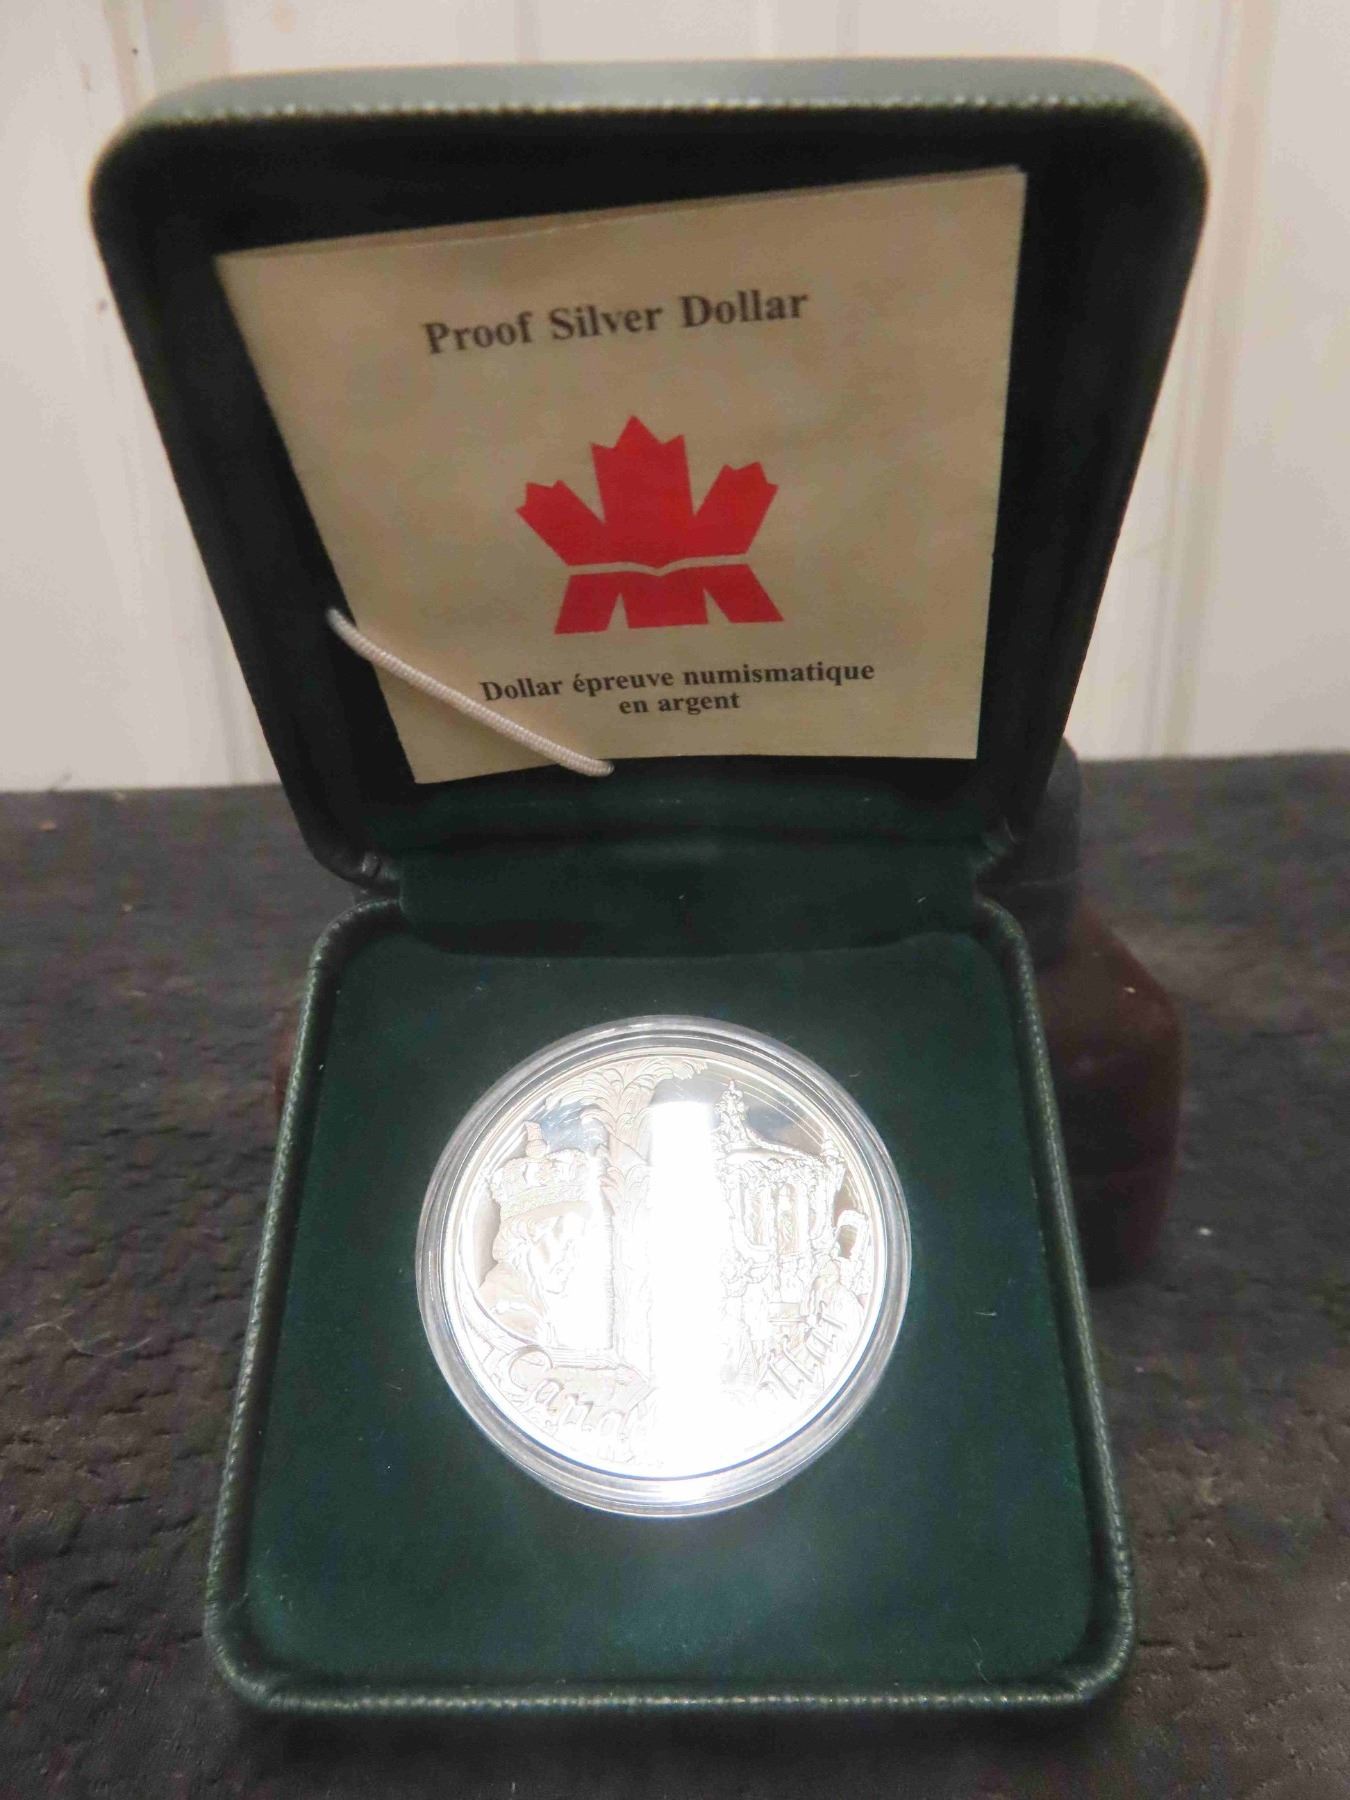 Proof Silver Dollar
Dollar épreuve numismatique
en argent